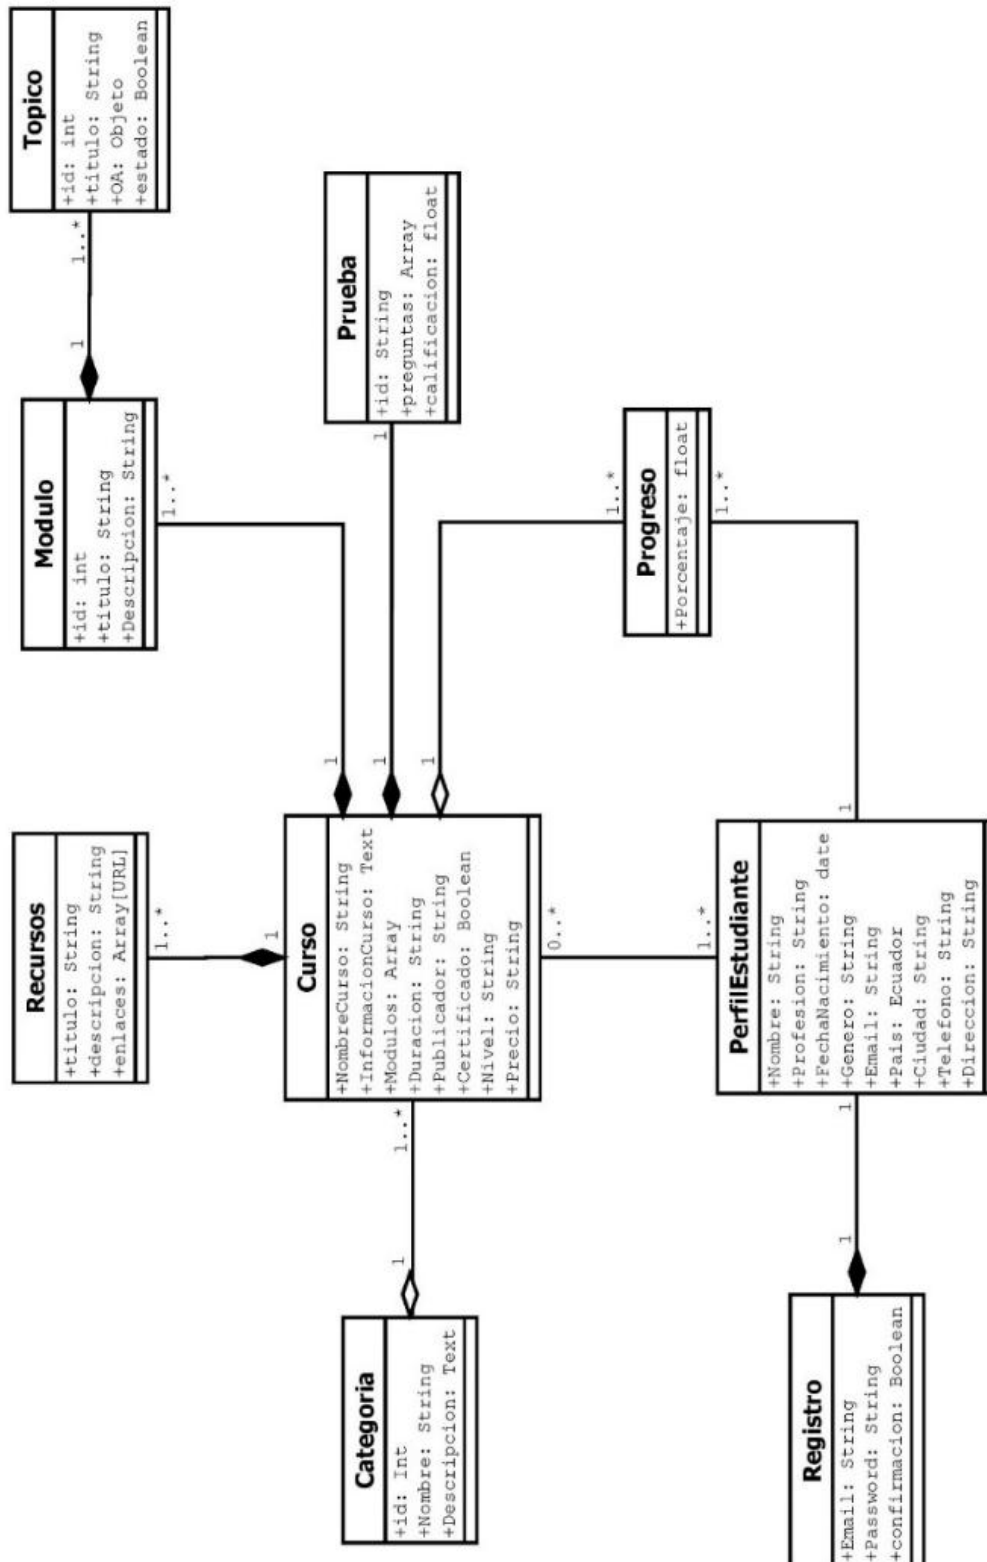 Topico
+id: int
+titulo: String
+OA: Objeto
+estado: Boolean
1..*
1
Modulo
+id: int
+titulo: String
+Descripcion: String
1..*
Prueba
+id: String
+preguntas: Array
+calificacion: float
1
Recursos
+titulo: String
+descripcion: String
+enlaces: Array[URL]
1..*
1
Curso
+NombreCurso: String
+InformacionCurso: Text
+Modulos: Array
+Duracion: String
+Publicador: String
+Certificado: Boolean
+Nivel: String
+Precio: String
1
1
1
1..*
0..*
Progreso
+Porcentaje: float
1..*
1..*
Categoria
+id: Int
+Nombre: String
+Descripcion: Text
1
PerfilEstudiante
+Nombre: String
+Profesion: String
+FechaNacimiento: date
+Genero: String
+Email: String
+Pais: Ecuador
+Ciudad: String
+Telefono: String
+Direccion: String
1..*
1
1
Registro
+Email: String
+Password: String
+confirmacion: Boolean
1